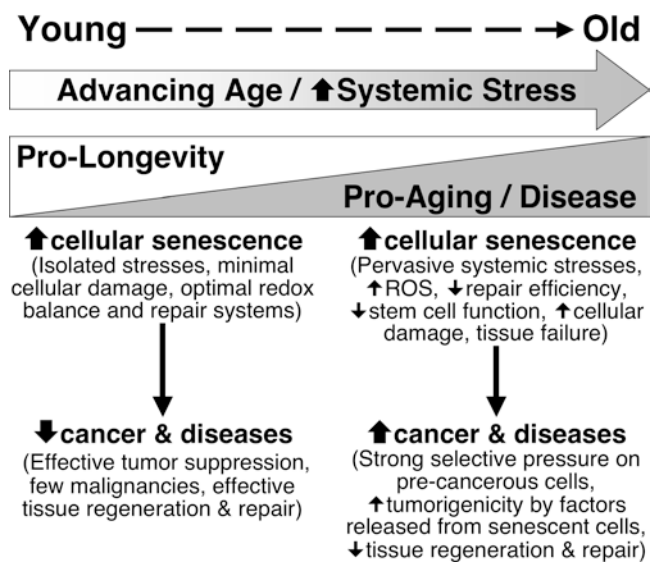 Young Old
Advancing Age / ⬆Systemic Stress
Pro-Longevity
Pro-Aging / Disease
⬆cellular senescence
(Isolated stresses, minimal
cellular damage, optimal redox
balance and repair systems)
⬇cancer & diseases
(Effective tumor suppression,
few malignancies, effective
tissue regeneration & repair)
⬆cellular senescence
(Pervasive systemic stresses,
↑ROS, ↓repair efficiency,
↓stem cell function, ↑cellular
damage, tissue failure)
⬆cancer & diseases
(Strong selective pressure on
pre-cancerous cells,
↑tumorigenicity by factors
released from senescent cells,
↓tissue regeneration & repair)